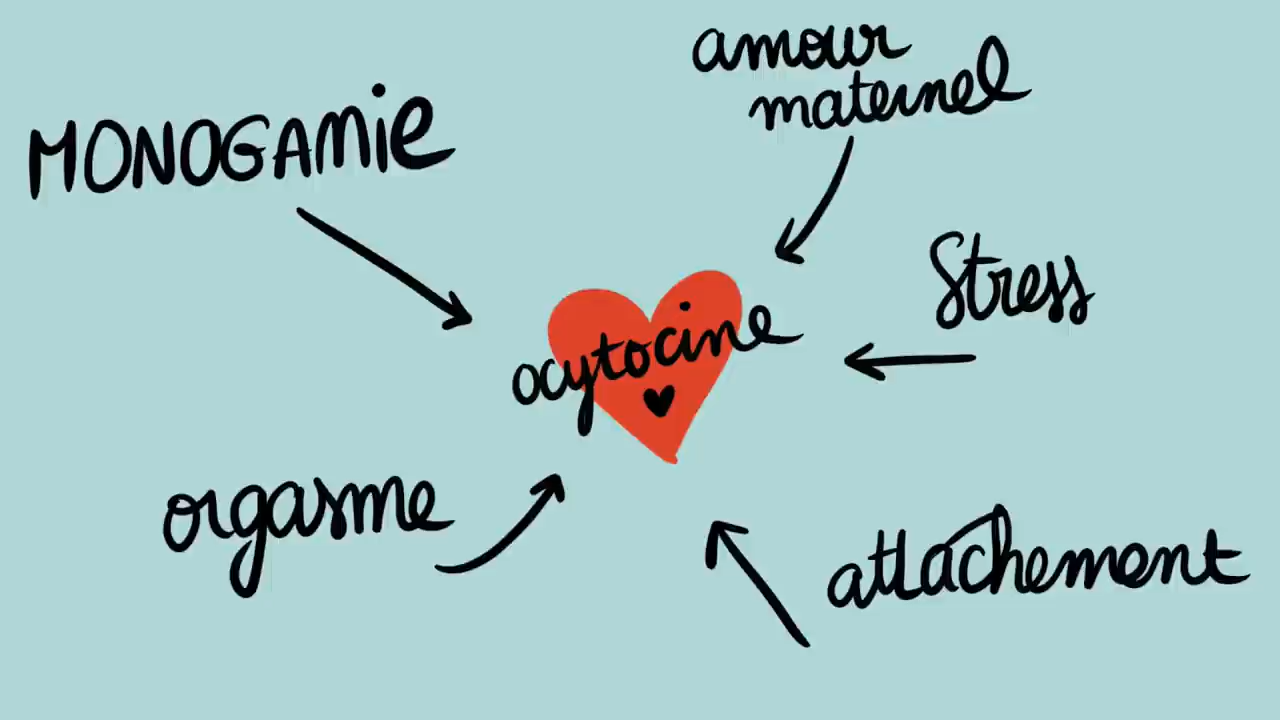 amour
maternel
MONOGAMIE
Stress
ocytocine
orgasme
attachement